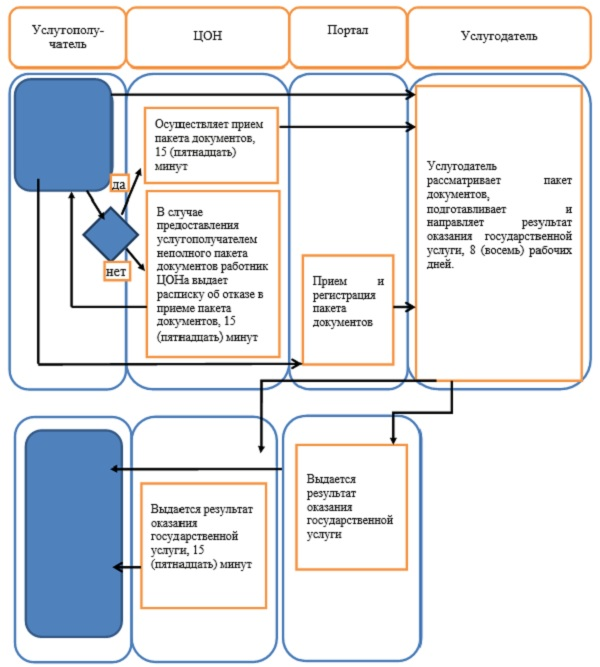 Услугополу-
чатель
ЦОН
Портал
Услугодатель
Осуществляет прием
пакета документов,
15 (пятнадцать)
минут
да
В случае
предоставления
услугополучателем
неполного пакета
документов работник
ЦОНа выдает
расписку об отказе в
приеме пакета
документов, 15
(пятнадцать) минут
нет
Прием и
регистрация
пакета
документов
Услугодатель
рассматривает пакет
документов,
подготавливает и
направляет результат
оказания государственной
услуги, 8 (восемь) рабочих
дней.
Выдается результат
оказания
государственной
услуги, 15
(пятнадцать) минут
Выдается
результат
оказания
государственной
услуги